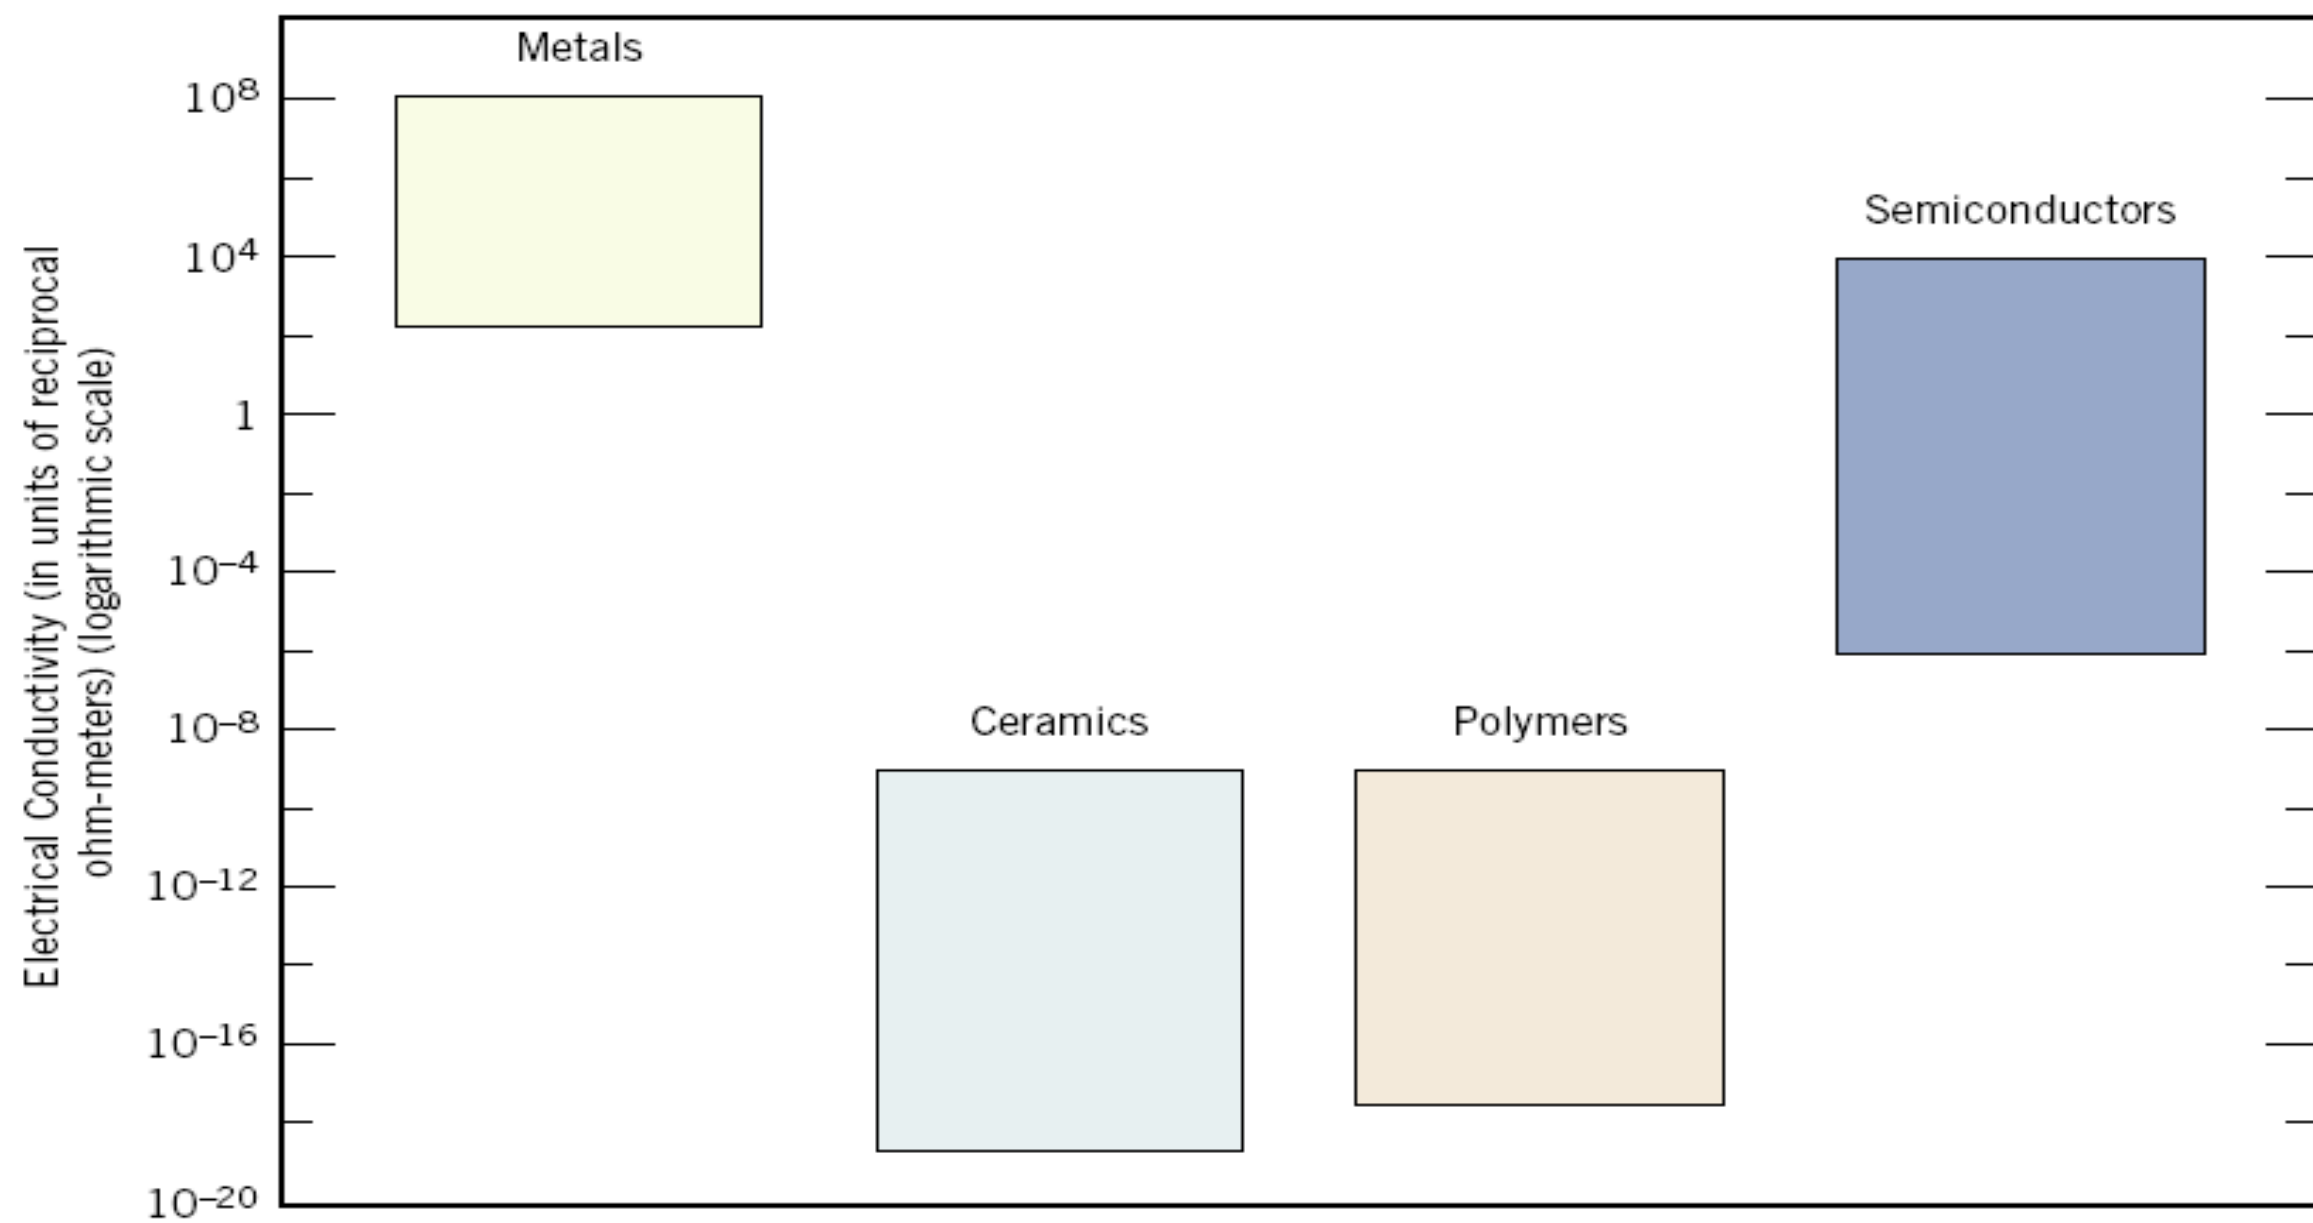 Metals
10⁸
Semiconductors
10⁴
1
10⁻⁴
10⁻⁸
Ceramics
Polymers
10⁻¹²
10⁻¹⁶
10⁻²⁰
Electrical Conductivity (in units of reciprocal
ohm-meters) (logarithmic scale)